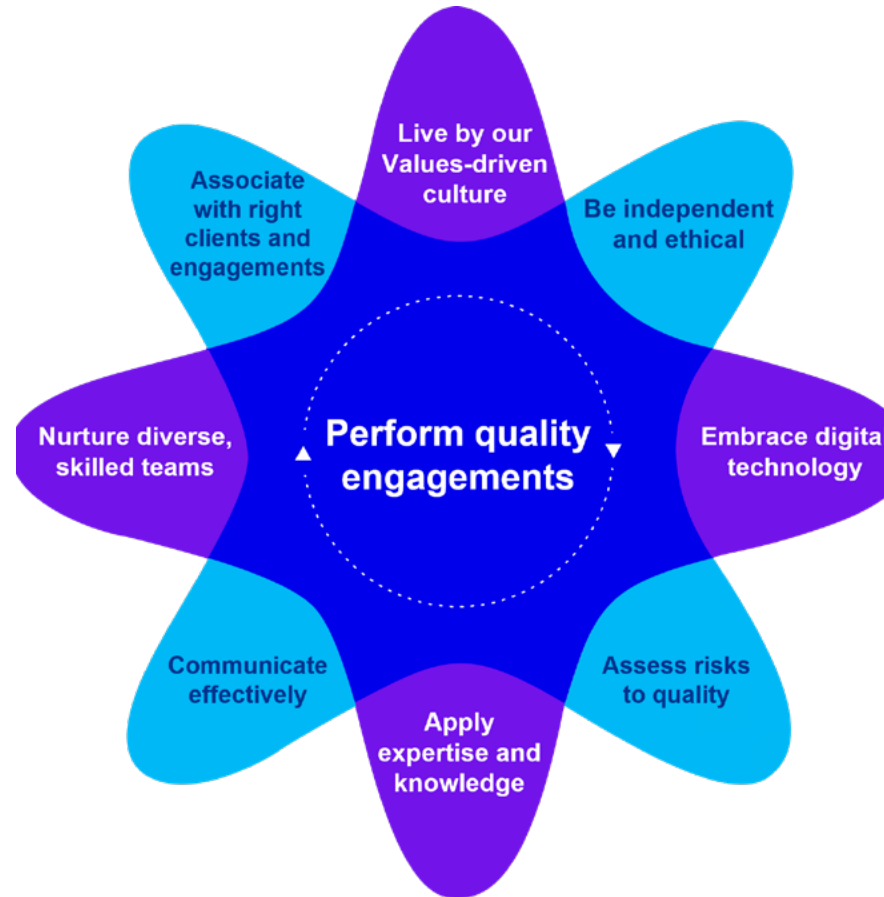 Live by our
Values-driven
culture
Be independent
and ethical
Embrace digita
technology
Assess risks
to quality
Apply
expertise and
knowledge
Communicate
effectively
Nurture diverse,
skilled teams
Associate
with right
clients and
engagements
Perform quality
engagements